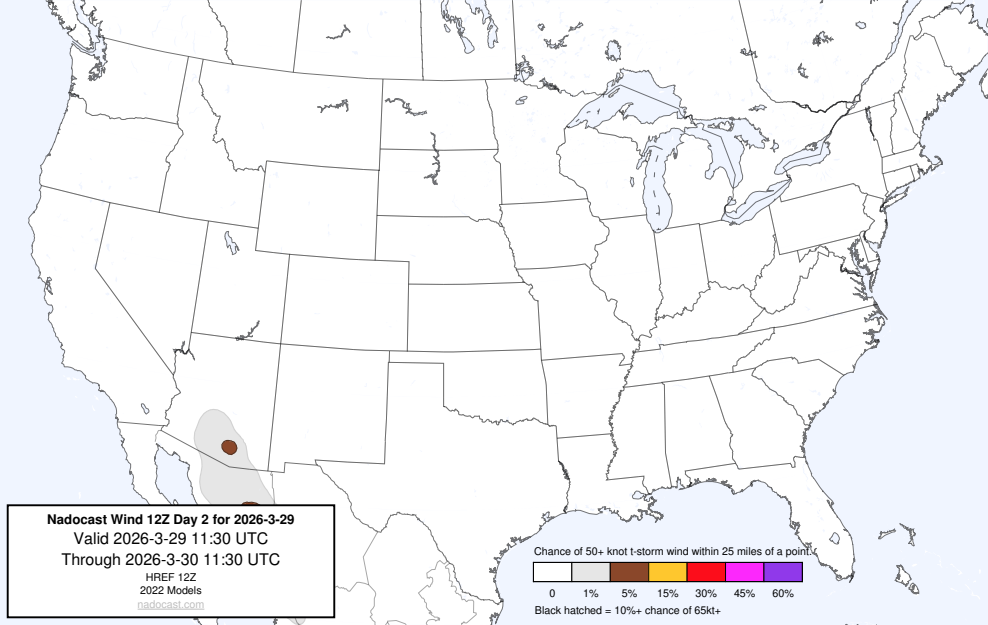 Nadocast Wind 12Z Day 2 for 2026-3-29
Valid 2026-3-29 11:30 UTC
Through 2026-3-30 11:30 UTC
HREF 12Z
2022 Models
nadocast.com
Chance of 50+ knot t-storm wind within 25 miles of a point.
0 1% 5% 15% 30% 45% 60%
Black hatched = 10%+ chance of 65kt+